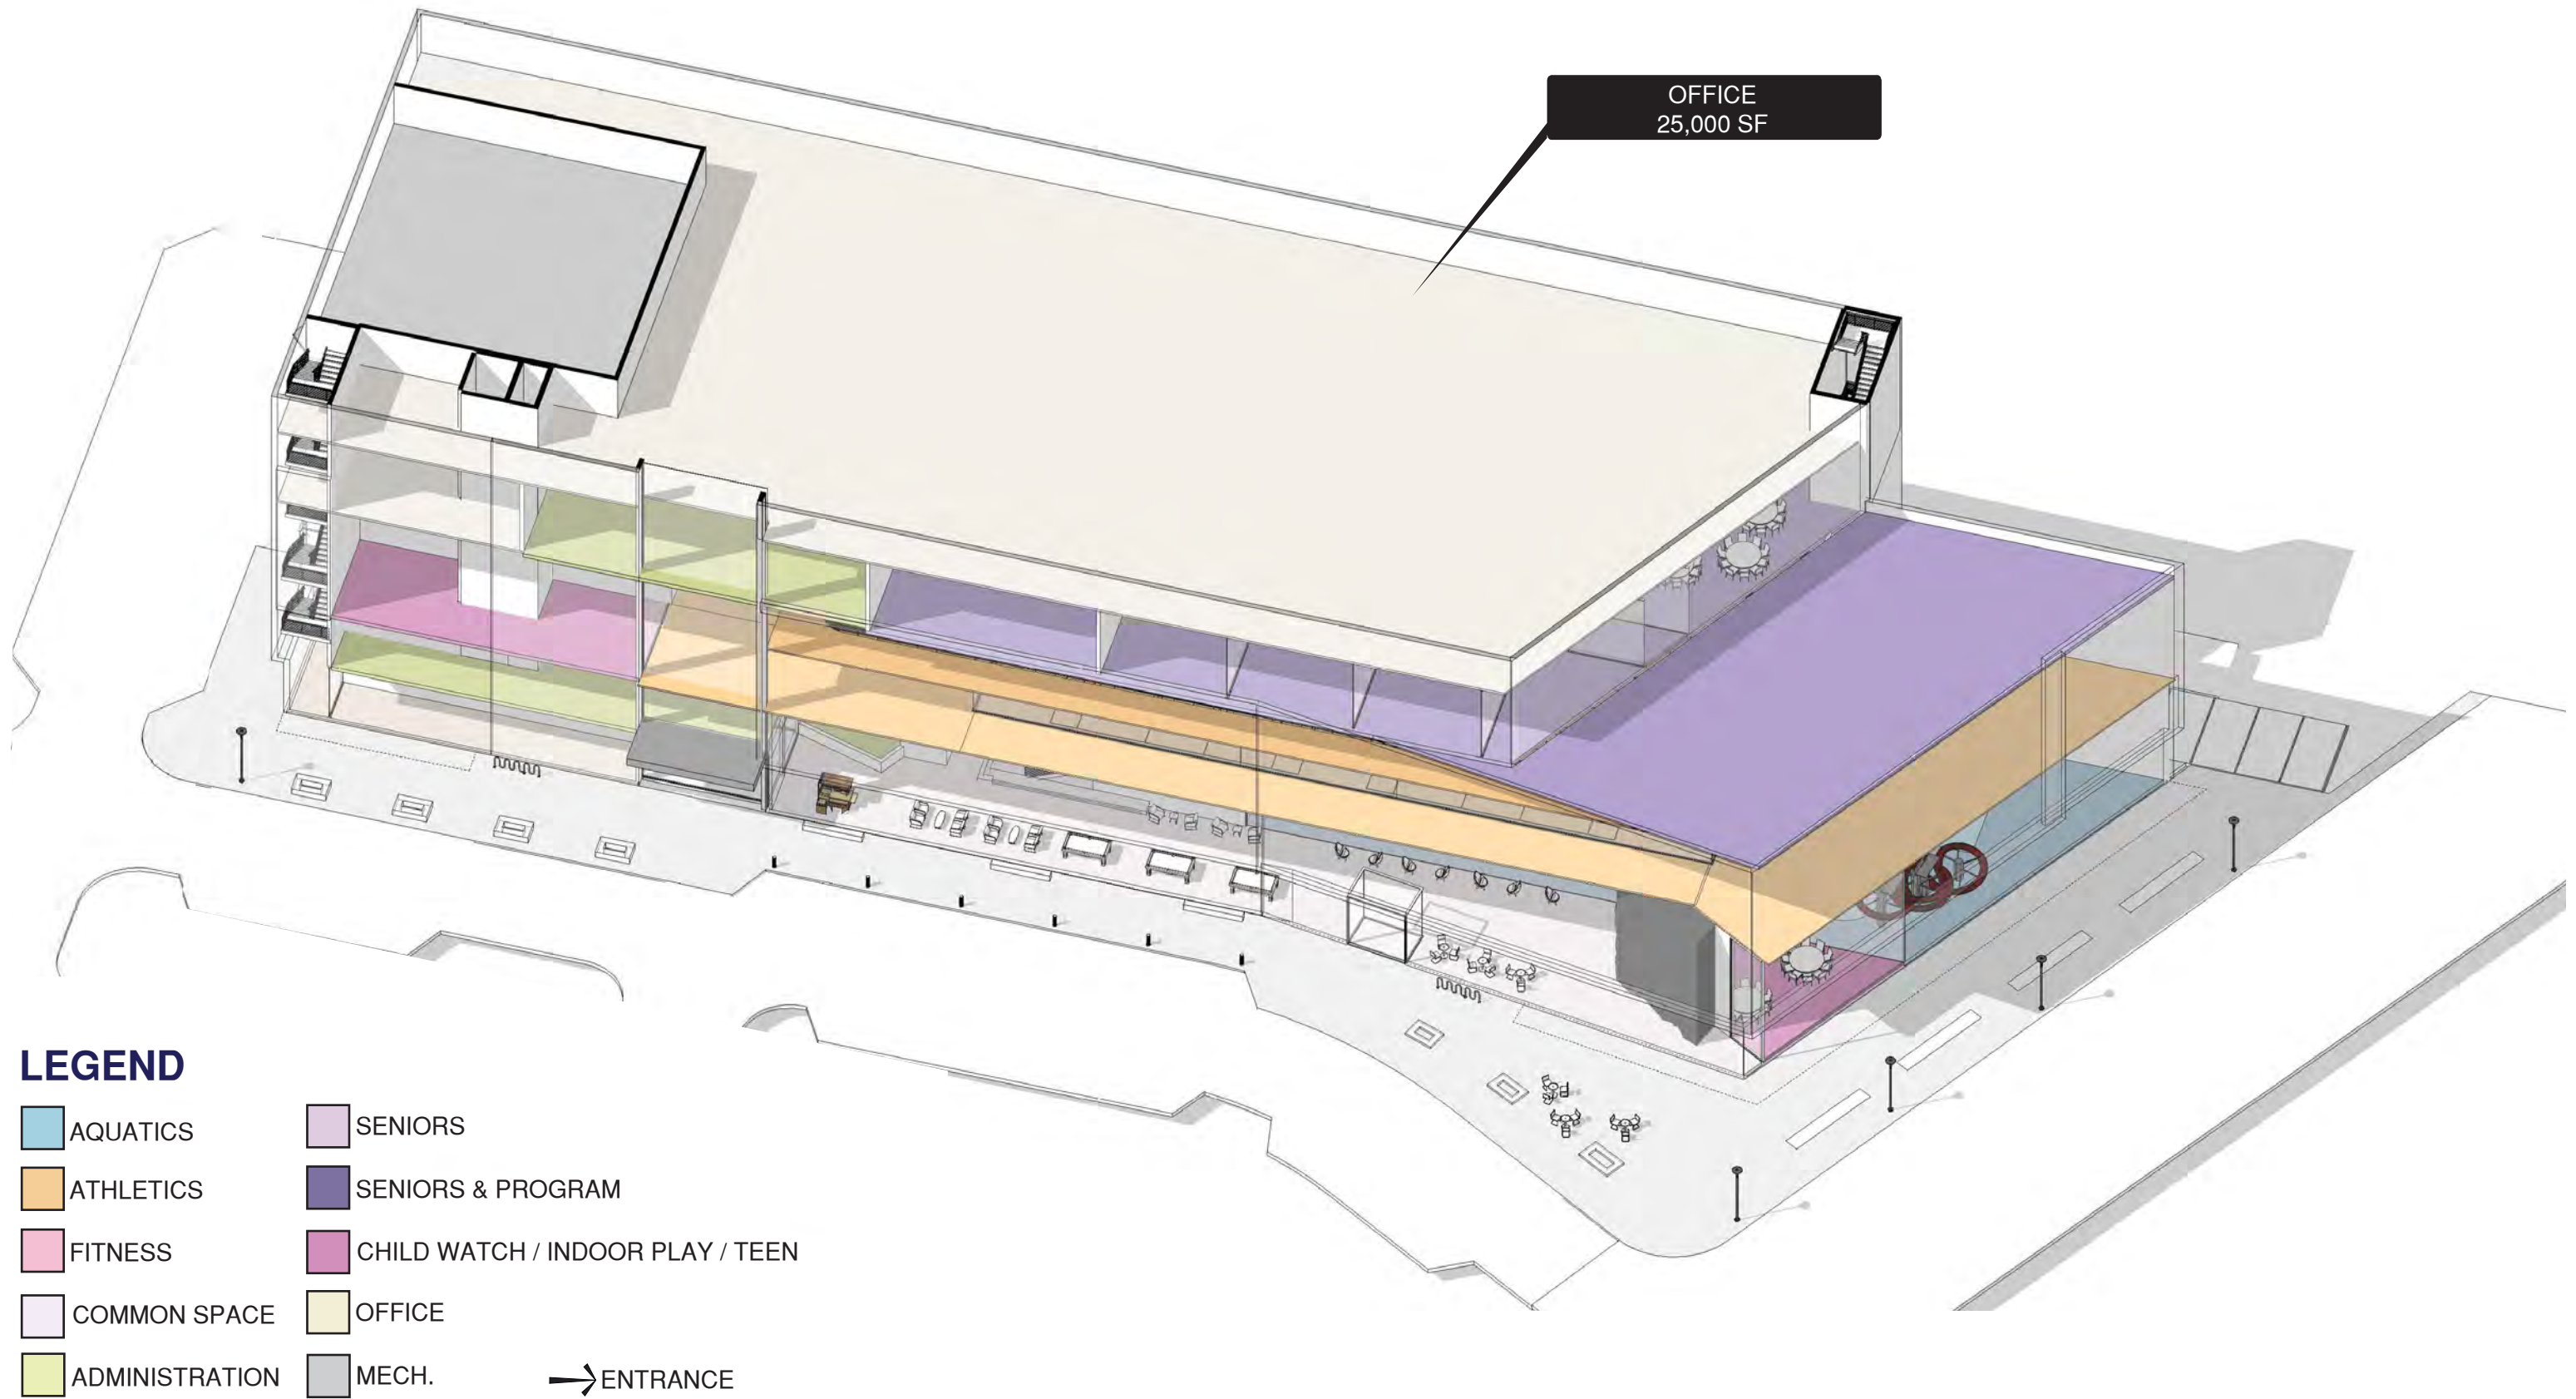 OFFICE
25,000 SF
LEGEND
AQUATICS
ATHLETICS
FITNESS
COMMON SPACE
ADMINISTRATION
SENIORS
SENIORS & PROGRAM
CHILD WATCH / INDOOR PLAY / TEEN
OFFICE
MECH.
ENTRANCE